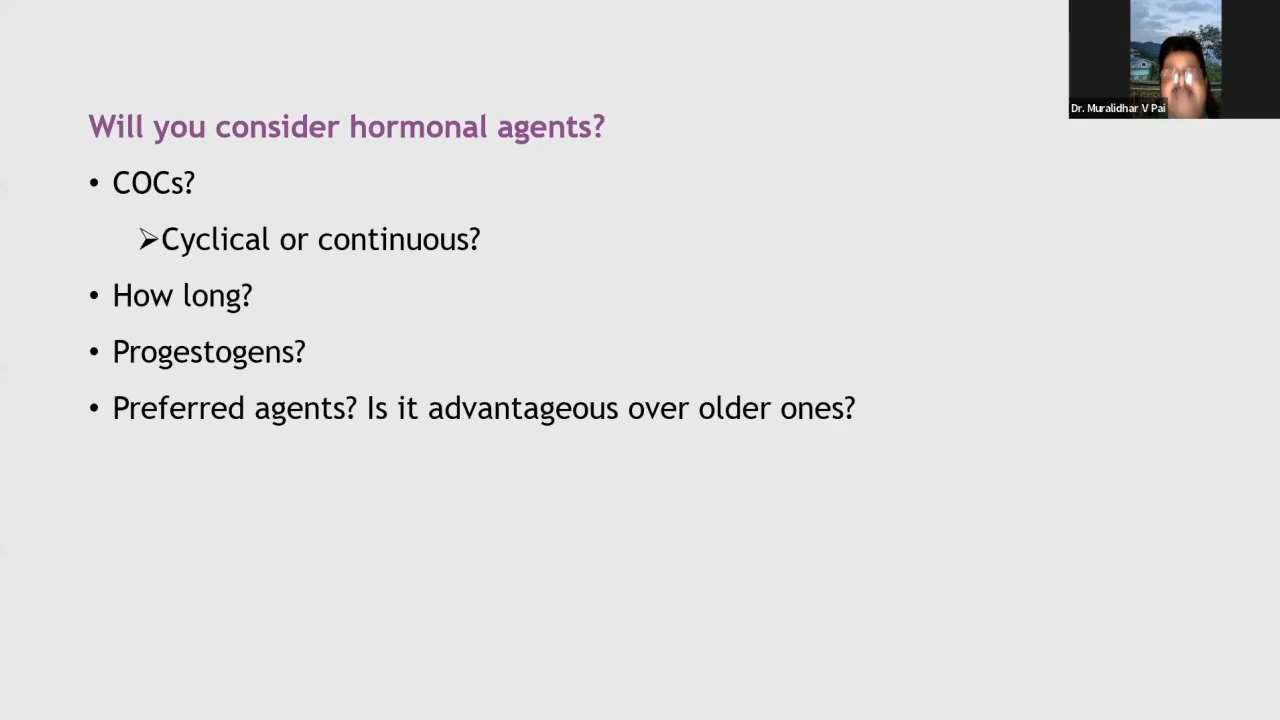 Will you consider hormonal agents?
• COCs?
➢Cyclical or continuous?
• How long?
• Progestogens?
• Preferred agents? Is it advantageous over older ones?
Dr. Muralidhar V Pai